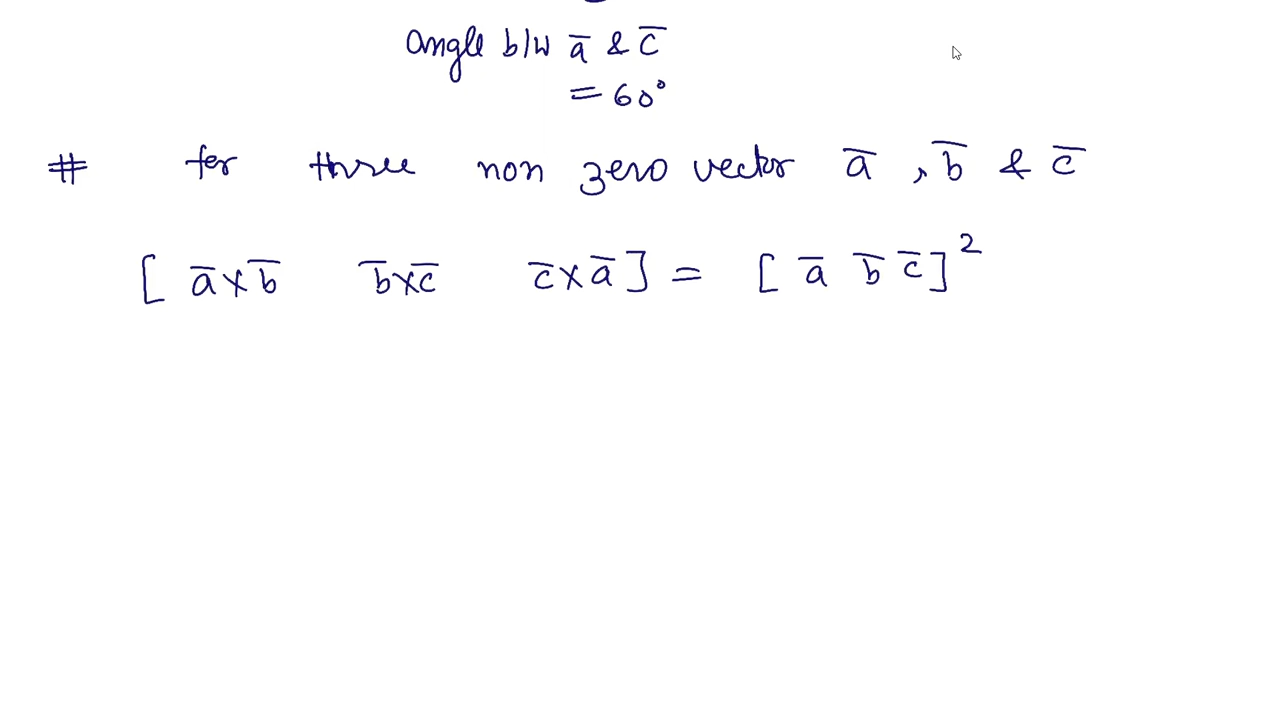 angle b/w a̅ & c̅
= 60°
# for three non zero vector a̅ , b̅ & c̅
[ a̅×b̅ b̅×c̅ c̅×a̅ ] = [ a̅ b̅ c̅ ]²